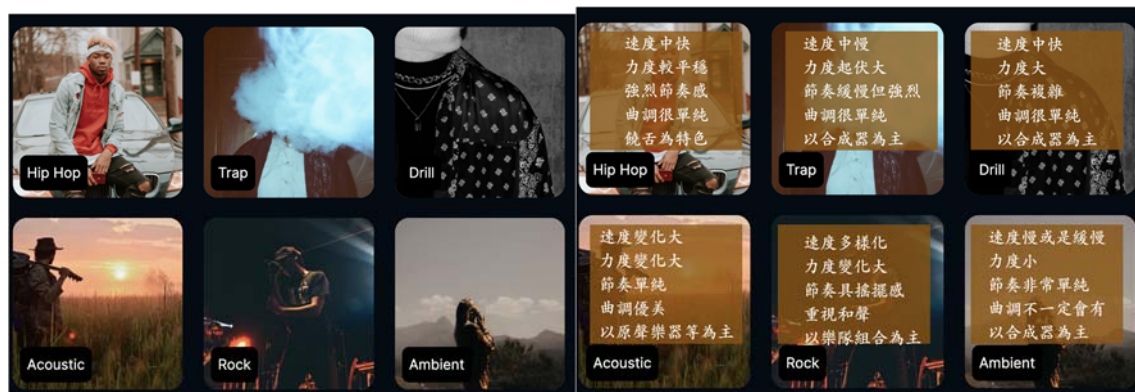 Hip Hop
Trap
Drill
Acoustic
Rock
Ambient
速度中快
力度較平穩
強烈節奏感
曲調很單純
饒舌為特色
Hip Hop
速度中慢
力度起伏大
節奏緩慢但強烈
曲調很單純
以合成器為主
Trap
速度中快
力度大
節奏複雜
曲調很單純
以合成器為主
Drill
速度變化大
力度變化大
節奏單純
曲調優美
以原聲樂器等為主
Acoustic
速度多樣化
力度變化大
節奏具搖擺感
重視和聲
以樂隊組合為主
Rock
速度慢或是緩慢
力度小
節奏非常單純
曲調不一定會有
以合成器為主
Ambient